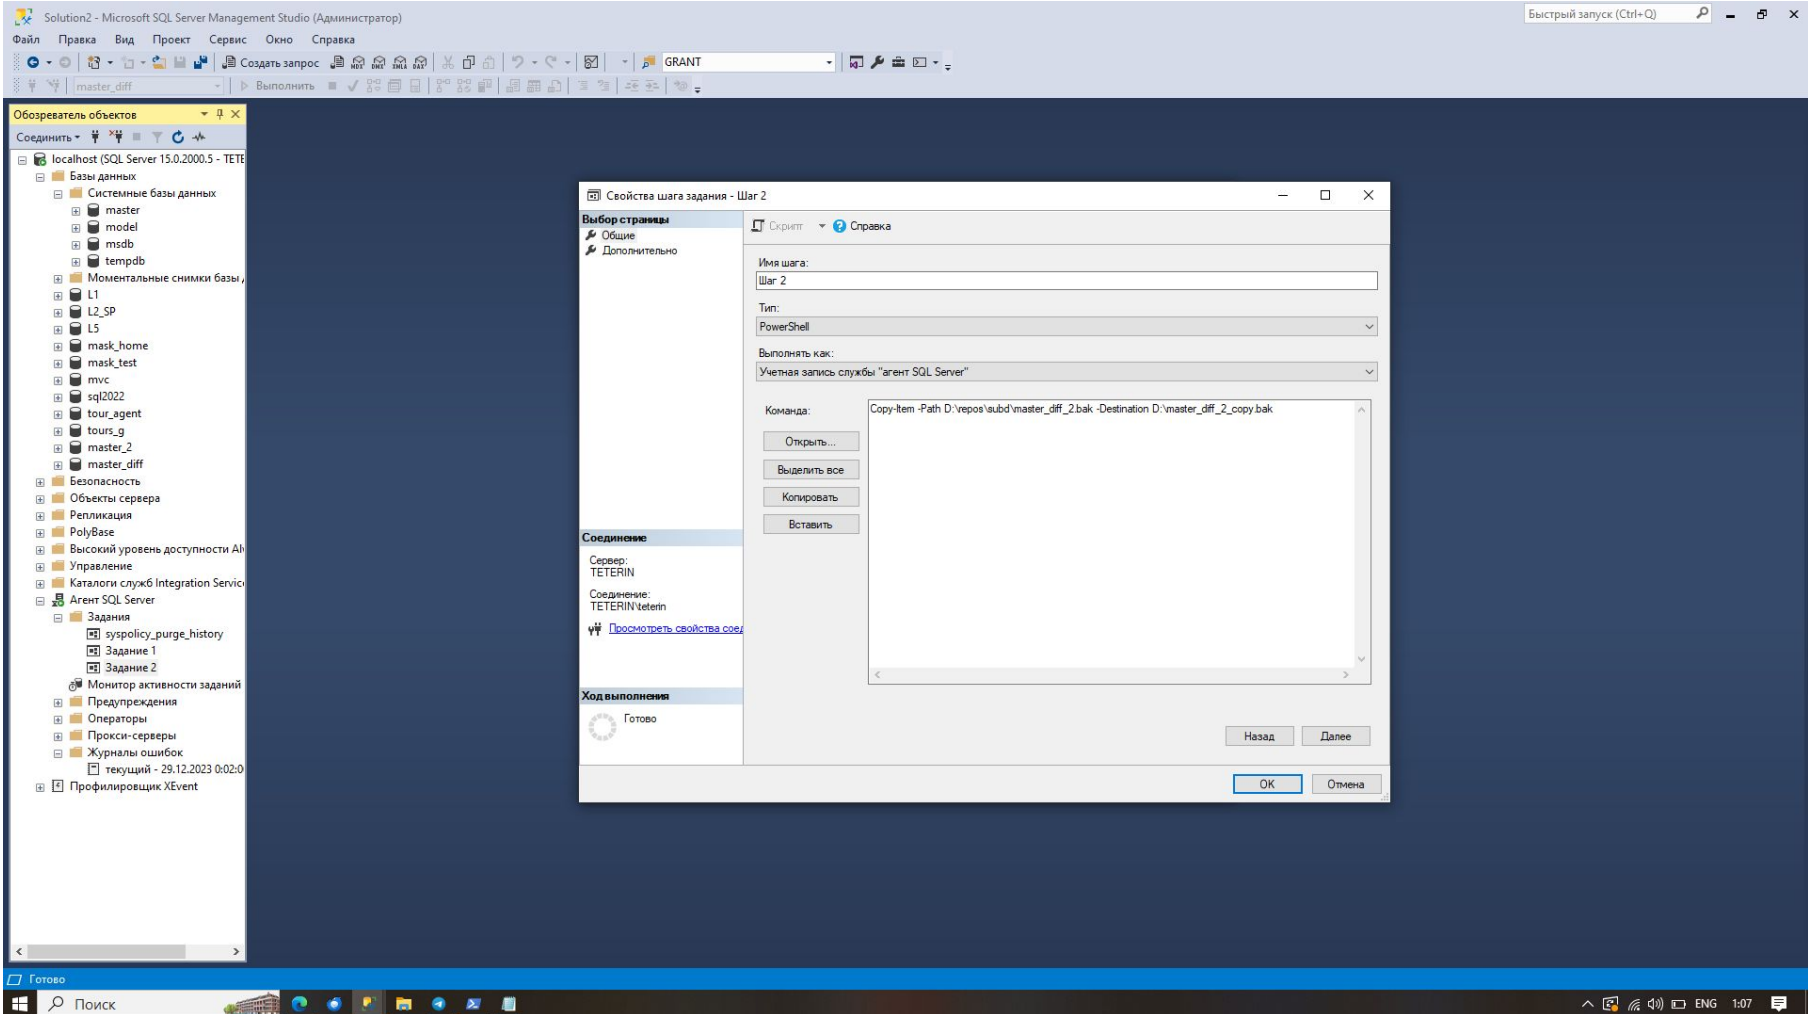 Solution2 - Microsoft SQL Server Management Studio (Администратор)
Быстрый запуск (Ctrl+Q)
Файл Правка Вид Проект Сервис Окно Справка
Создать запрос
GRANT
master_diff
Выполнить
Обозреватель объектов
Соединить
localhost (SQL Server 15.0.2000.5 - TETE
Базы данных
Системные базы данных
master
model
msdb
tempdb
Моментальные снимки базы
L1
L2_SP
L5
mask_home
mask_test
mvc
sql2022
tour_agent
tours_g
master_2
master_diff
Безопасность
Объекты сервера
Репликация
PolyBase
Высокий уровень доступности Al
Управление
Каталоги служб Integration Servic
Агент SQL Server
Задания
syspolicy_purge_history
Задание 1
Задание 2
Монитор активности заданий
Предупреждения
Операторы
Прокси-серверы
Журналы ошибок
текущий - 29.12.2023 0:02:0
Профилировщик XEvent
Свойства шага задания - Шаг 2
Выбор страницы
Общие
Дополнительно
Скрипт Справка
Имя шага:
Шаг 2
Тип:
PowerShell
Выполнять как:
Учетная запись службы "агент SQL Server"
Команда:
Copy-Item -Path D:\repos\subd\master_diff_2.bak -Destination D:\master_diff_2_copy.bak
Открыть...
Выделить все
Копировать
Вставить
Соединение
Сервер:
TETERIN
Соединение:
TETERIN\teterin
Просмотреть свойства соед
Ход выполнения
Готово
Назад Далее
OK Отмена
Готово
Поиск
ENG 1:07